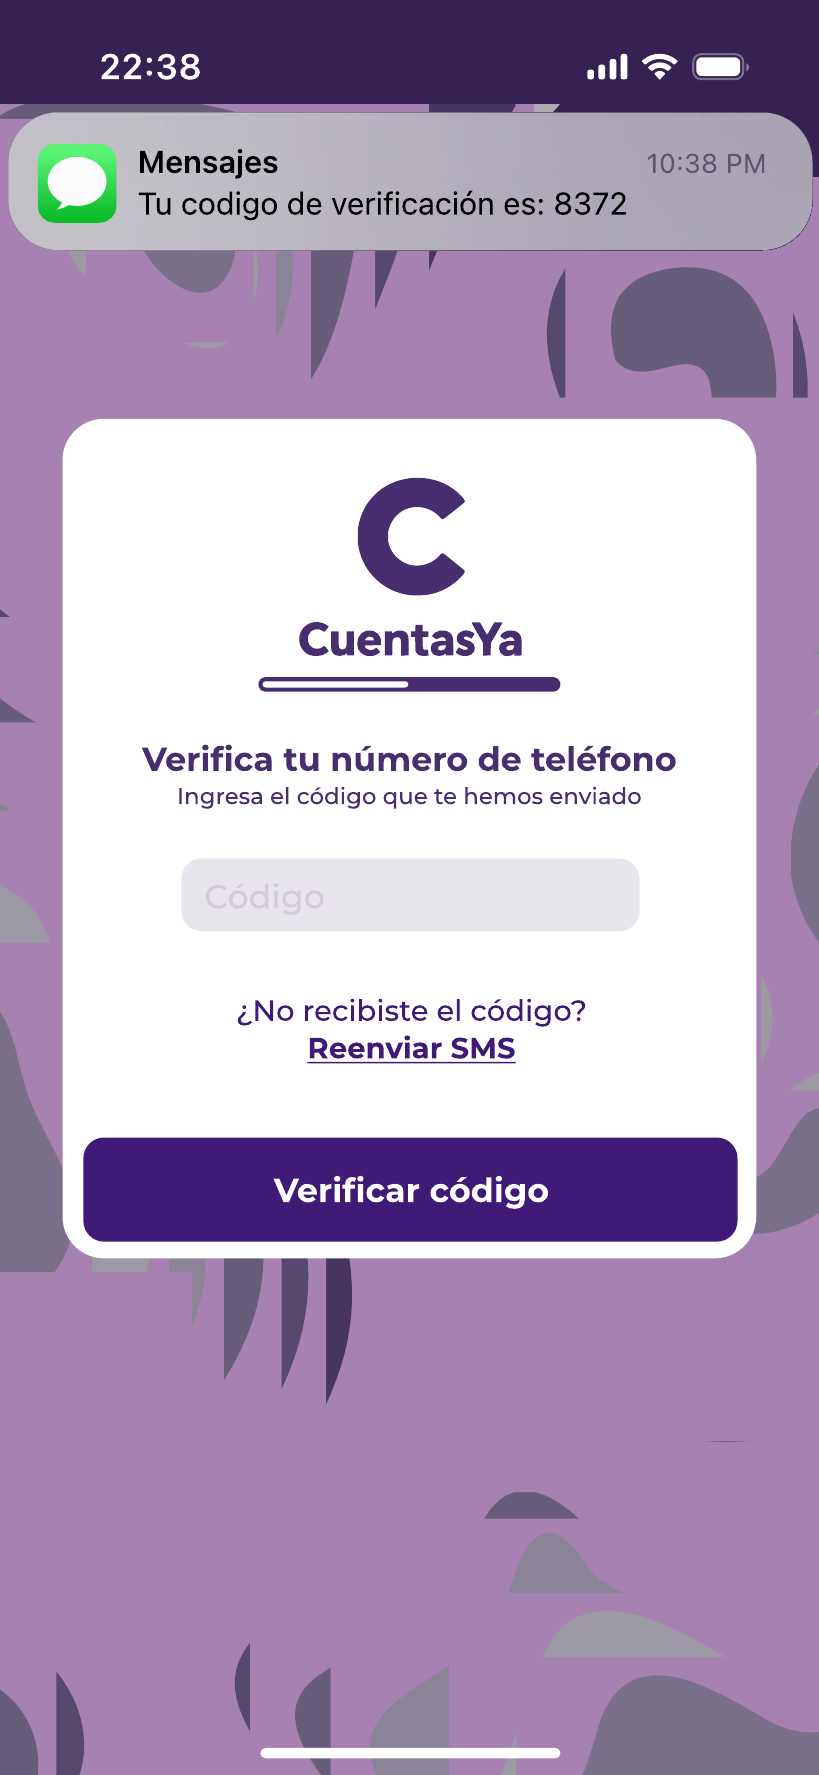 22:38
Mensajes 10:38 PM
Tu codigo de verificación es: 8372
CuentasYa
Verifica tu número de teléfono
Ingresa el código que te hemos enviado
Código
¿No recibiste el código?
Reenviar SMS
Verificar código